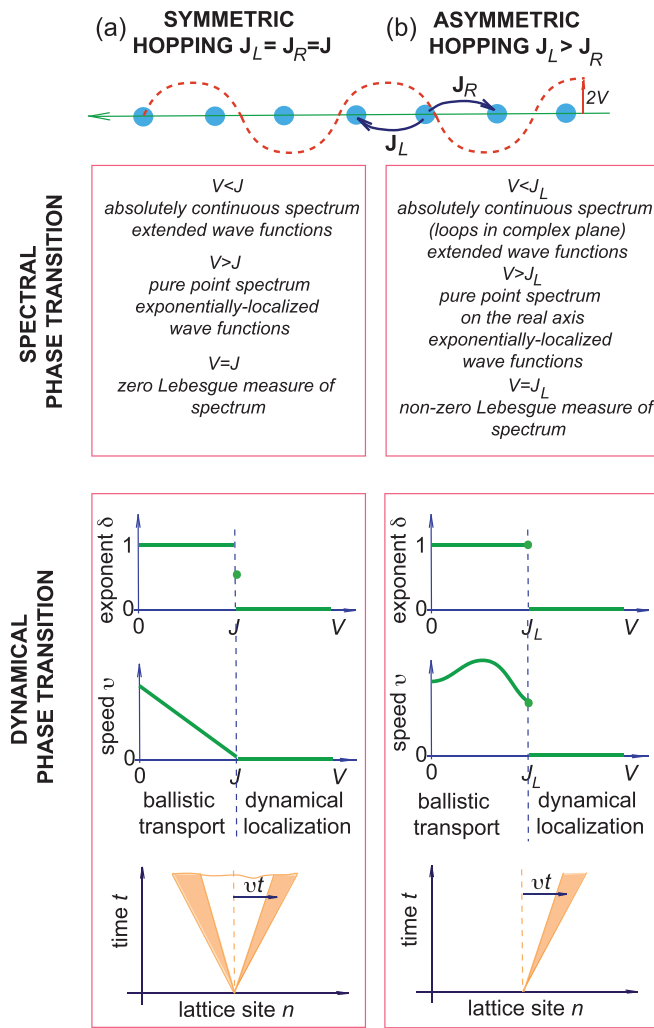 (a) SYMMETRIC
HOPPING J_L = J_R=J
(b) ASYMMETRIC
HOPPING J_L > J_R
J_R
2V
J_L
SPECTRAL
PHASE TRANSITION
V<J
absolutely continuous spectrum
extended wave functions
V>J
pure point spectrum
exponentially-localized
wave functions
V=J
zero Lebesgue measure of
spectrum
V<J_L
absolutely continuous spectrum
(loops in complex plane)
extended wave functions
V>J_L
pure point spectrum
on the real axis
exponentially-localized
wave functions
V=J_L
non-zero Lebesgue measure of
spectrum
DYNAMICAL
PHASE TRANSITION
exponent δ
1
0
0
J
V
speed υ
0
0
J
V
ballistic
transport
dynamical
localization
time t
υt
lattice site n
exponent δ
1
0
0
J_L
V
speed υ
0
0
J_L
V
ballistic
transport
dynamical
localization
time t
υt
lattice site n